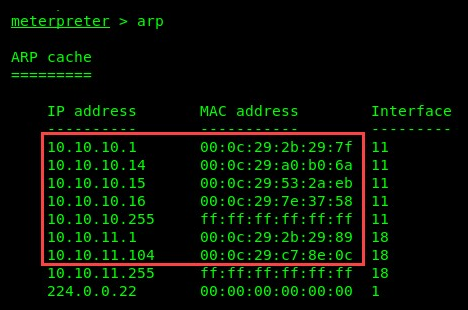 meterpreter > arp
ARP cache
=========
IP address MAC address Interface
---------- ----------- ---------
10.10.10.1 00:0c:29:2b:29:7f 11
10.10.10.14 00:0c:29:a0:b0:6a 11
10.10.10.15 00:0c:29:53:2a:eb 11
10.10.10.16 00:0c:29:7e:37:58 11
10.10.10.255 ff:ff:ff:ff:ff:ff 11
10.10.11.1 00:0c:29:2b:29:89 18
10.10.11.104 00:0c:29:c7:8e:0c 18
10.10.11.255 ff:ff:ff:ff:ff:ff 18
224.0.0.22 00:00:00:00:00:00 1